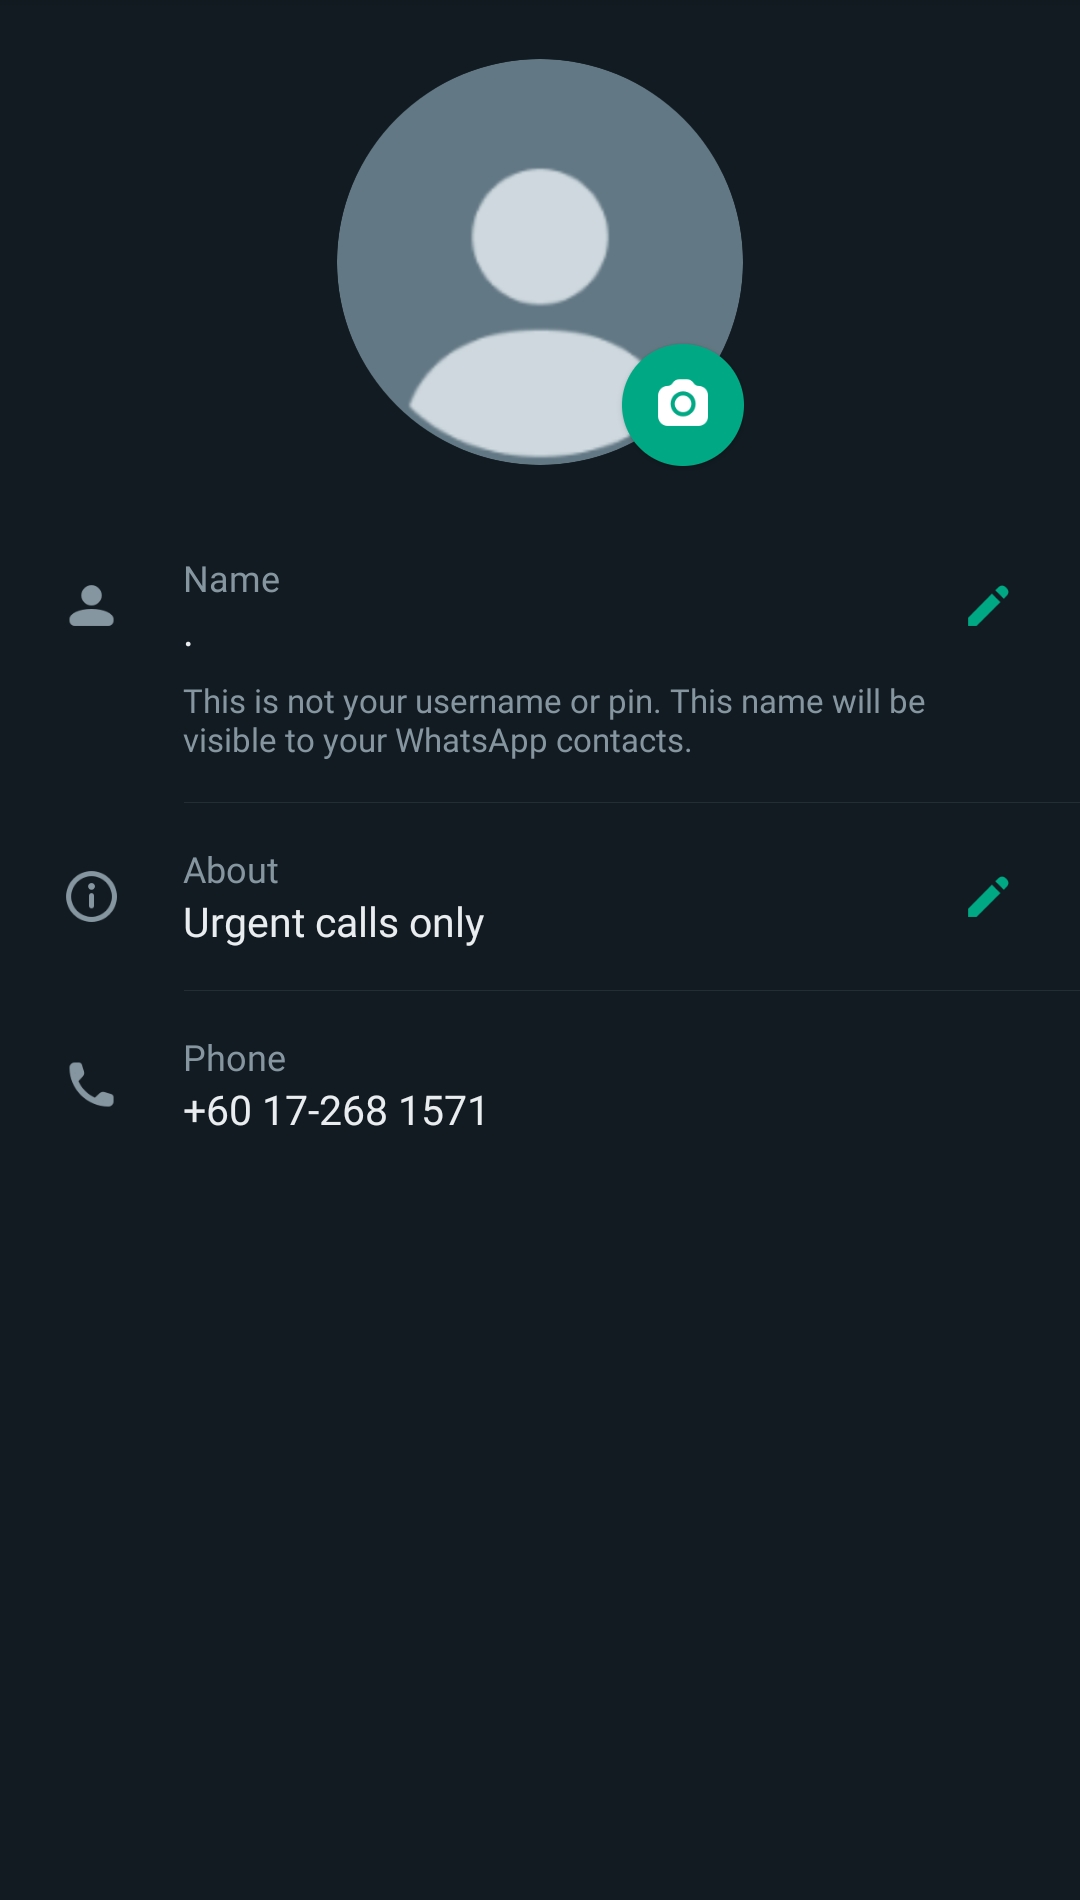 Name
.
This is not your username or pin. This name will be
visible to your WhatsApp contacts.
About
Urgent calls only
Phone
+60 17-268 1571